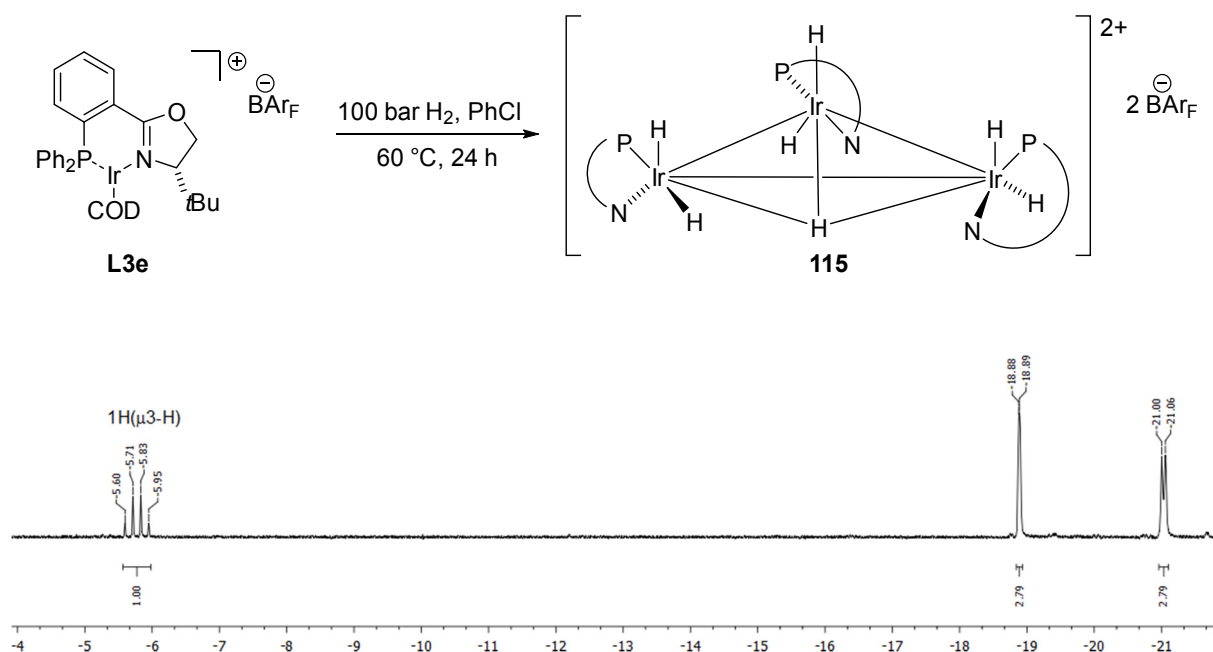 O
N
P
Ph2
Ir
COD
tBu
⊕
⊖
BArF
L3e
100 bar H2, PhCl
60 °C, 24 h
2+
H
P
Ir
H
N
H
P
Ir
N
H
H
P
Ir
H
N
H
115
⊖
2 BArF
1H(μ3-H)
-5.60
-5.71
-5.83
-5.95
-18.88
-18.89
-21.00
-21.06
1.00
2.79
2.79
-4 -5 -6 -7 -8 -9 -10 -11 -12 -13 -14 -15 -16 -17 -18 -19 -20 -21